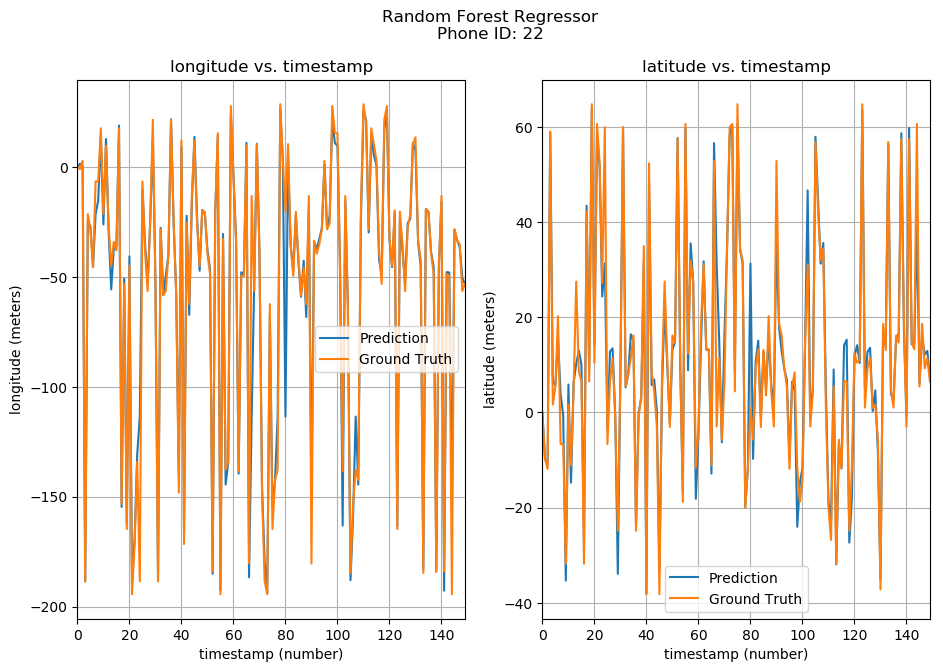 Random Forest Regressor
Phone ID: 22
longitude vs. timestamp
longitude (meters)
0
−50
−100
−150
−200
0 20 40 60 80 100 120 140
timestamp (number)
Prediction
Ground Truth
latitude vs. timestamp
latitude (meters)
60
40
20
0
−20
−40
0 20 40 60 80 100 120 140
timestamp (number)
Prediction
Ground Truth